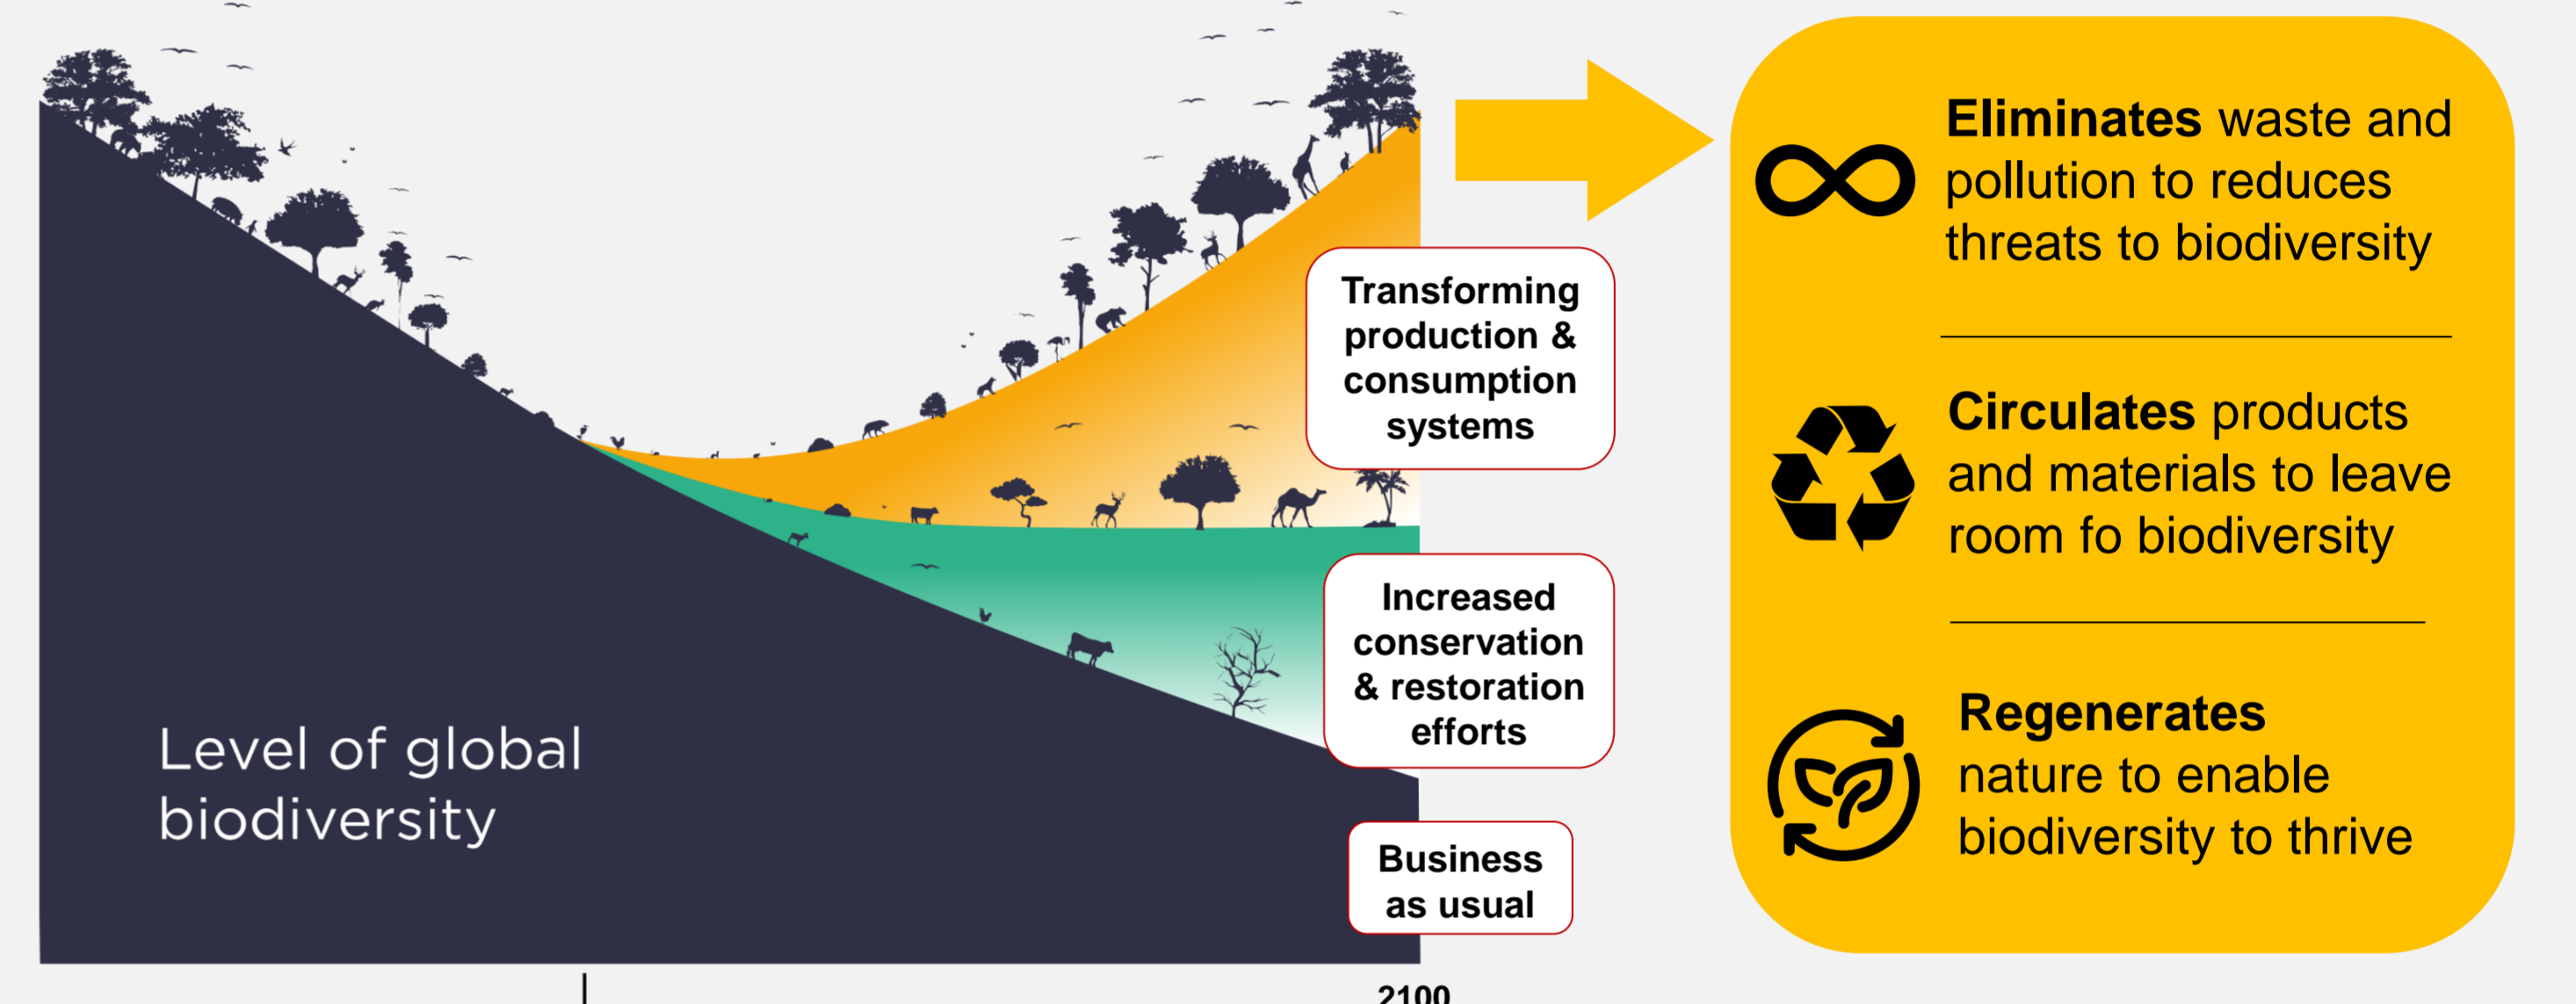 Eliminates waste and
pollution to reduces
threats to biodiversity
Transforming
production &
consumption
systems
Circulates products
and materials to leave
room fo biodiversity
Increased
conservation
& restoration
efforts
Regenerates
nature to enable
biodiversity to thrive
Level of global
biodiversity
Business
as usual
2100